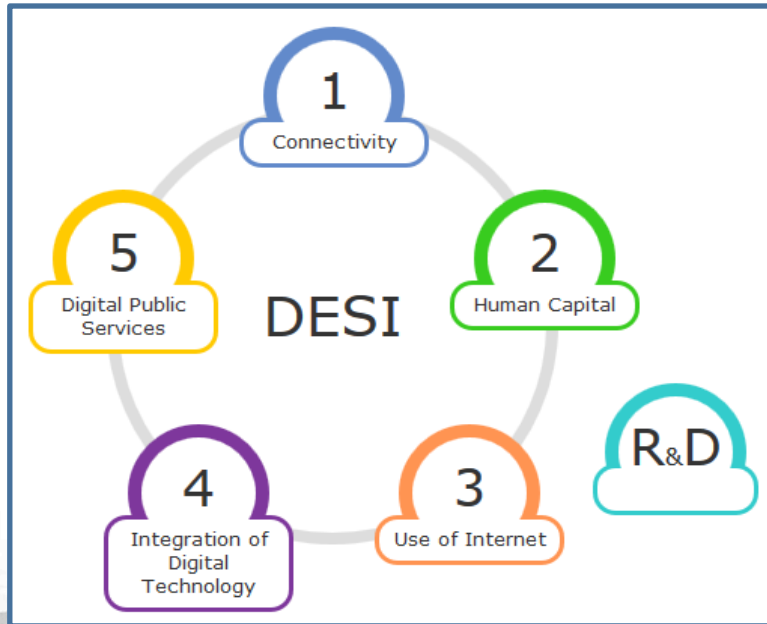 1
Connectivity
2
Human Capital
3
Use of Internet
4
Integration of
Digital
Technology
5
Digital Public
Services
DESI
R&D